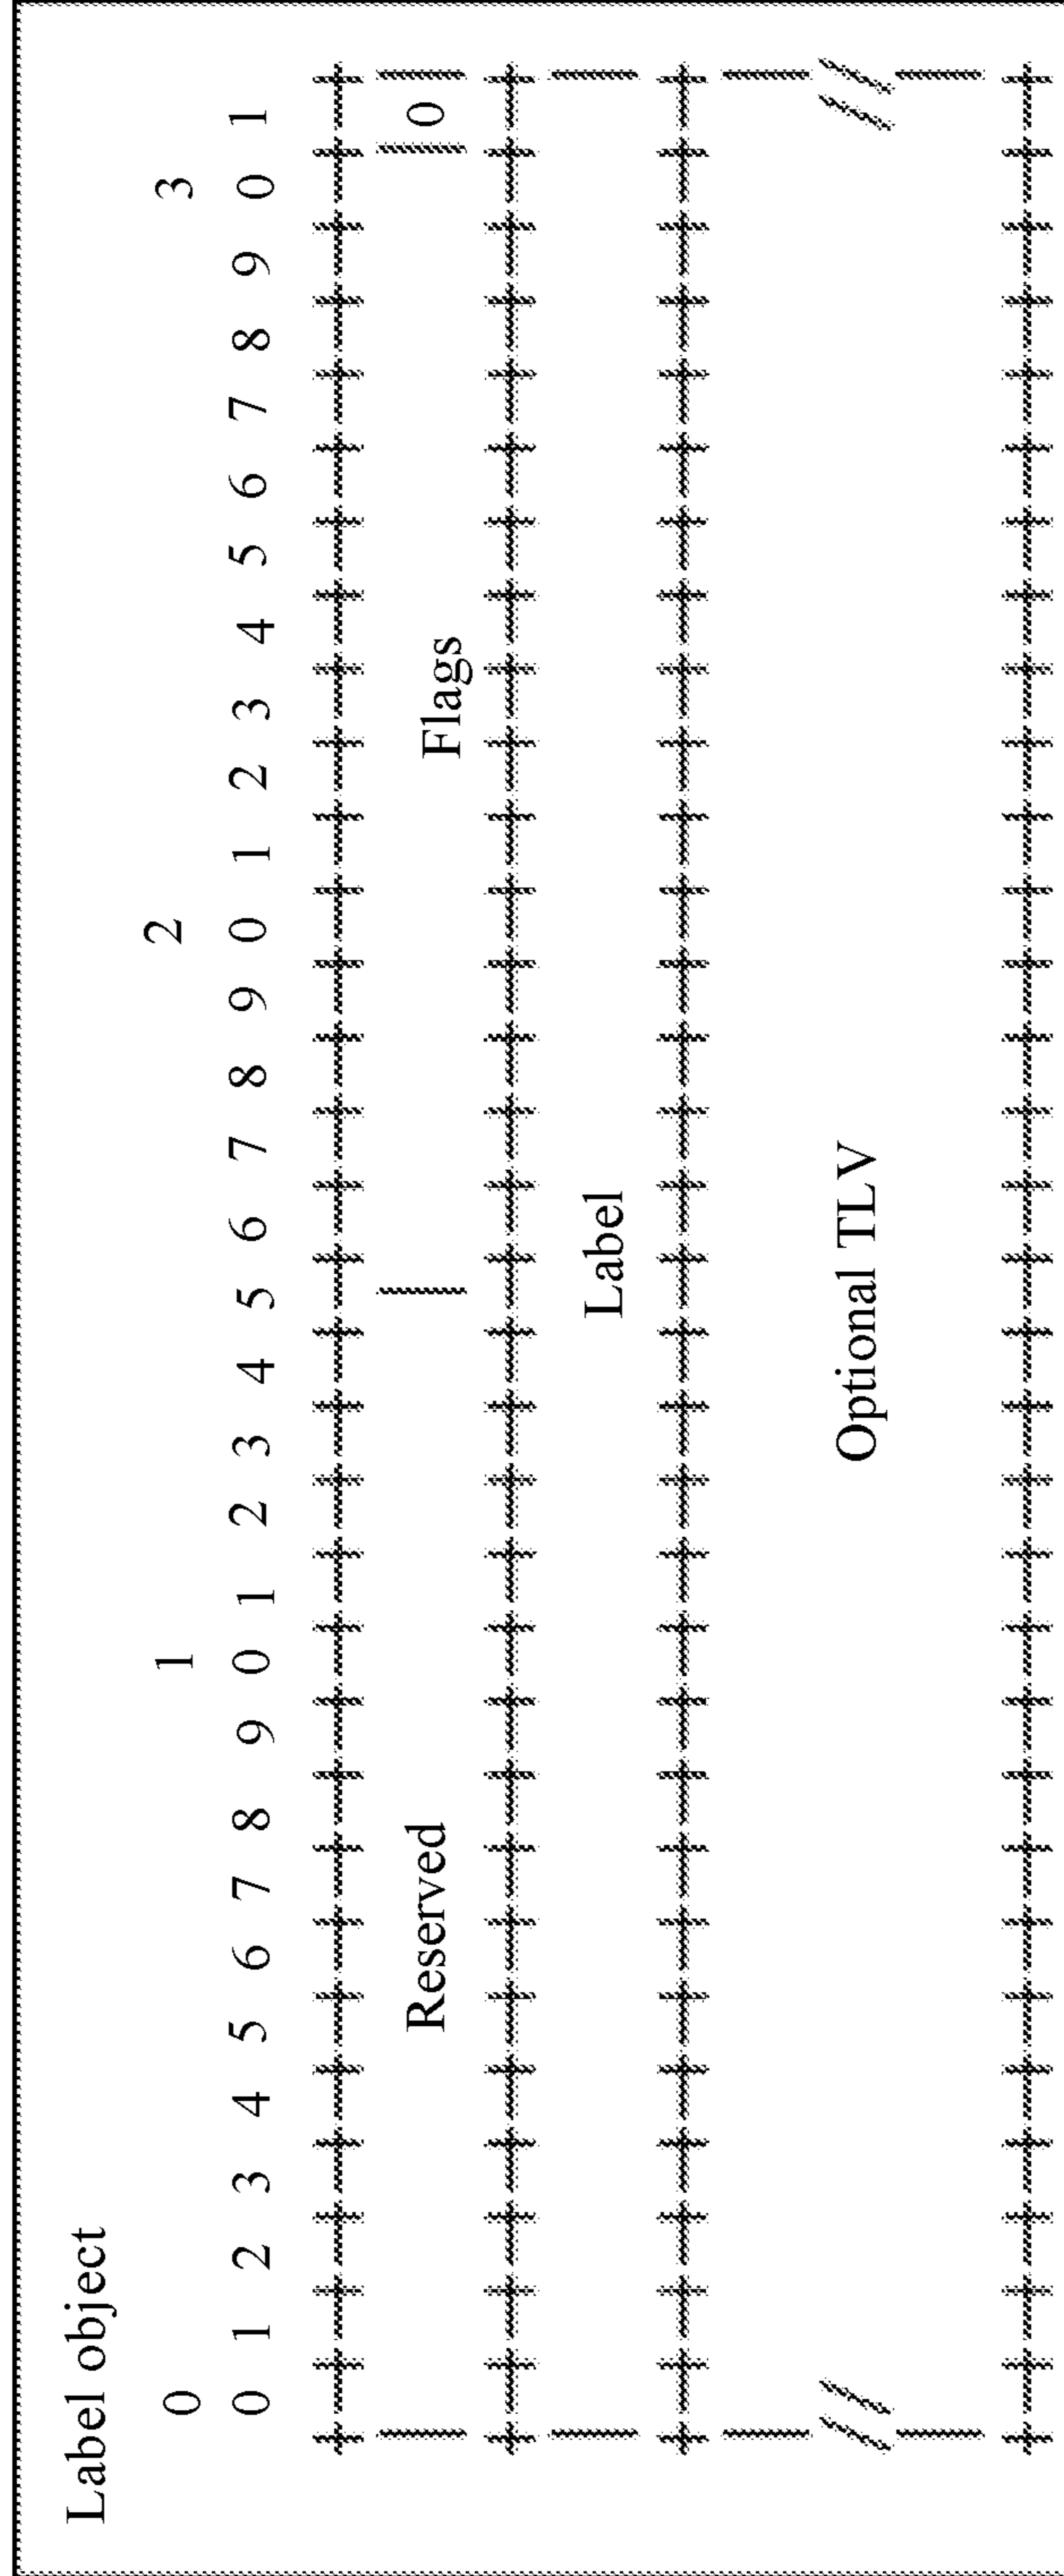 Label object
0 1 2 3
0 1 2 3 4 5 6 7 8 9 0 1 2 3 4 5 6 7 8 9 0 1 2 3 4 5 6 7 8 9 0 1
+-+-+-+-+-+-+-+-+-+-+-+-+-+-+-+-+-+-+-+-+-+-+-+-+-+-+-+-+-+-+-+-+
| Reserved | Flags |0|
+-+-+-+-+-+-+-+-+-+-+-+-+-+-+-+-+-+-+-+-+-+-+-+-+-+-+-+-+-+-+-+-+
| Label |
+-+-+-+-+-+-+-+-+-+-+-+-+-+-+-+-+-+-+-+-+-+-+-+-+-+-+-+-+-+-+-+-+
| |
// Optional TLV //
| |
+-+-+-+-+-+-+-+-+-+-+-+-+-+-+-+-+-+-+-+-+-+-+-+-+-+-+-+-+-+-+-+-+